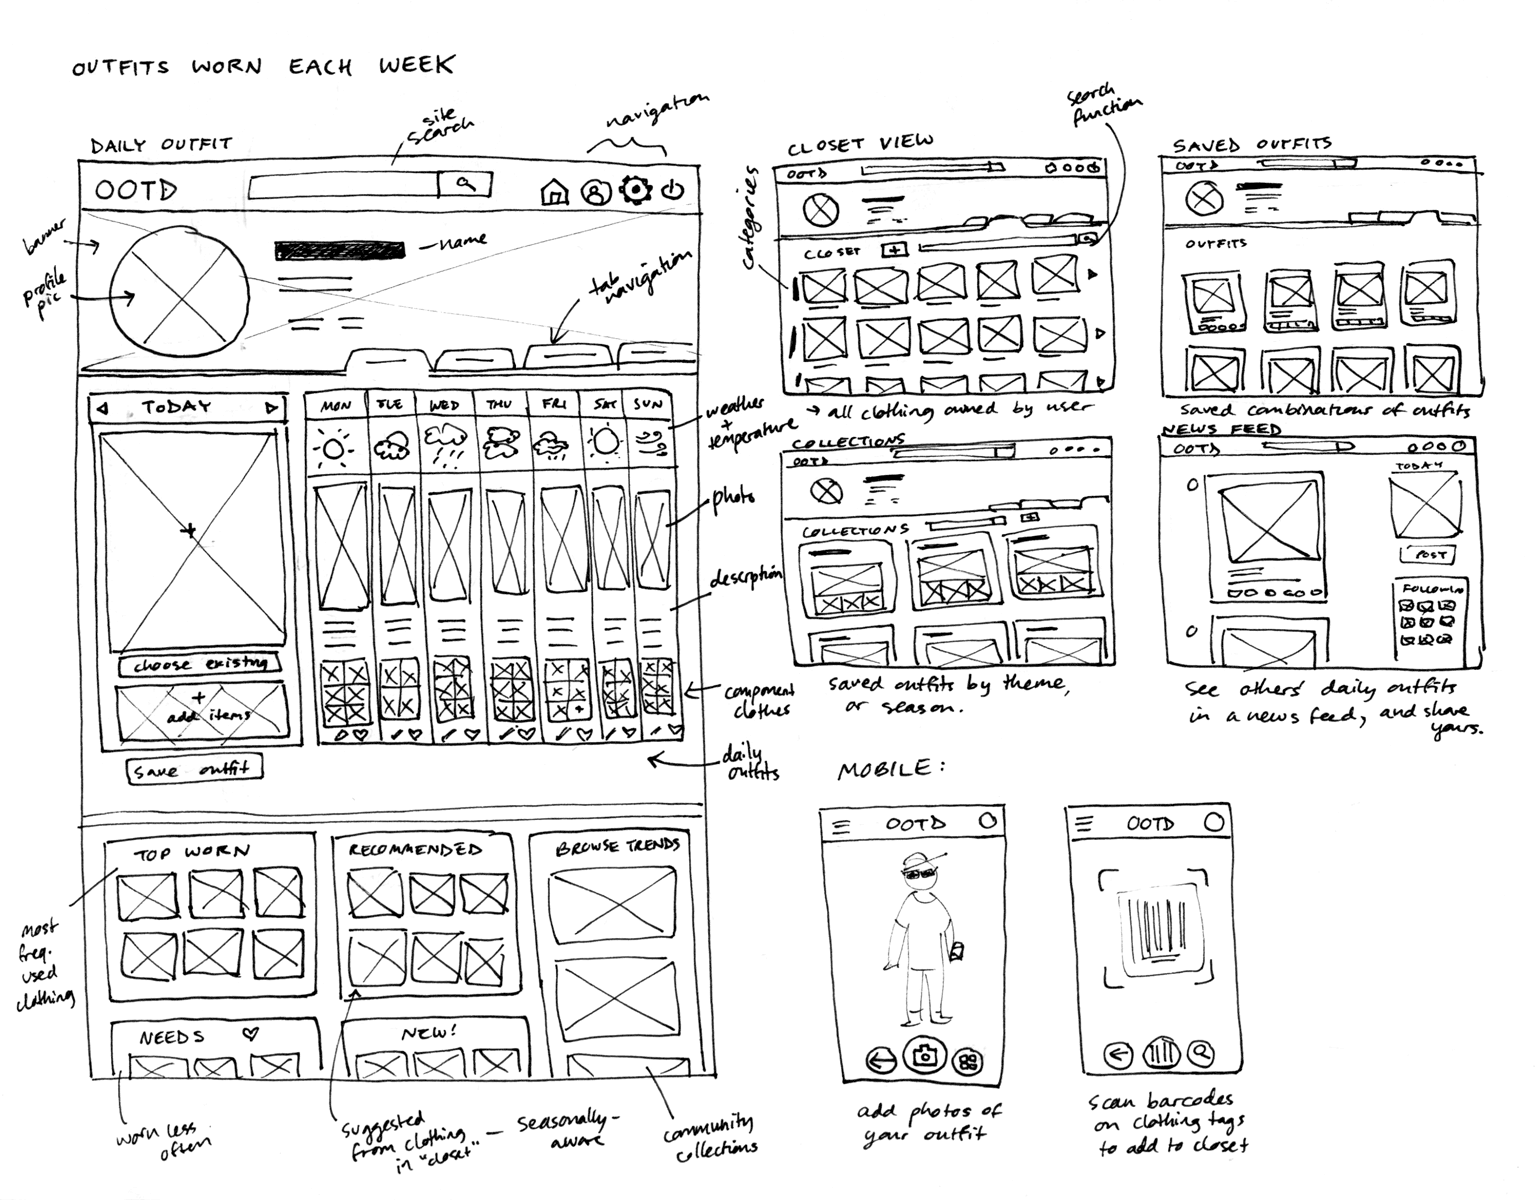 OUTFITS WORN EACH WEEK
DAILY OUTFIT
site
search
navigation
OOTD
banner
profile
pic
name
tab
navigation
TODAY
MON TUE WED THU FRI SAT SUN
weather
+
temperature
photo
description
choose existing
+
add items
component
clothes
save outfit
daily
outfits
TOP WORN
RECOMMENDED
BROWSE TRENDS
most
freq.
used
clothing
NEEDS
NEW!
worn less
often
suggested
from clothing
in "closet"
— seasonally-
aware
community
collections
CLOSET VIEW
search
function
categories
OOTD
CLOSET +
→ all clothing owned by user
SAVED OUTFITS
OOTD
OUTFITS
saved combinations of outfits
COLLECTIONS
OOTD
COLLECTIONS +
saved outfits by theme,
or season.
NEWS FEED
OOTD
TODAY
POST
FOLLOWIN
see others' daily outfits
in a news feed, and share
yours.
MOBILE:
OOTD
add photos of
your outfit
OOTD
scan barcodes
on clothing tags
to add to closet